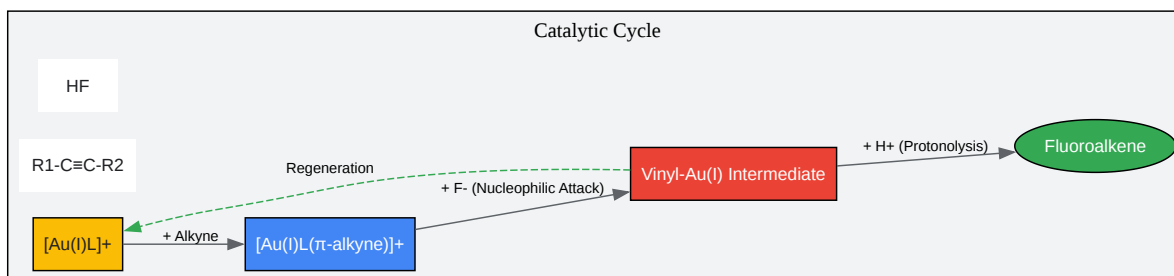 Catalytic Cycle
HF
R1-C≡C-R2
[Au(I)L]+
+ Alkyne
[Au(I)L(π-alkyne)]+
Regeneration
+ F- (Nucleophilic Attack)
Vinyl-Au(I) Intermediate
+ H+ (Protonolysis)
Fluoroalkene